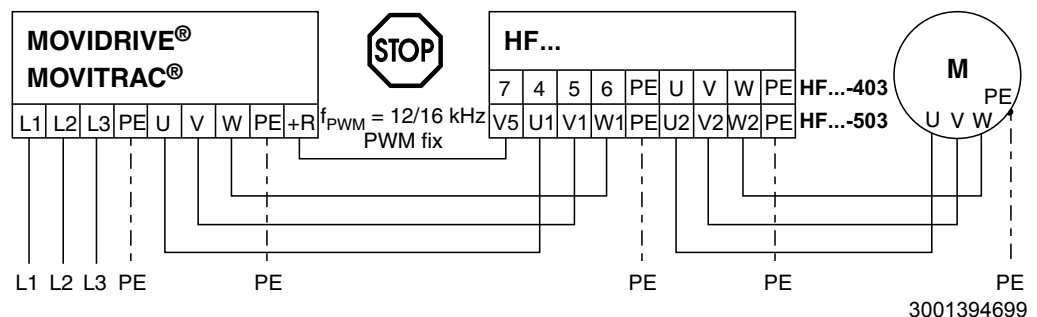 MOVIDRIVE®
MOVITRAC®
L1 L2 L3 PE U V W PE +R
STOP
fPWM = 12/16 kHz
PWM fix
HF...
7 4 5 6 PE U V W PE HF...-403
V5 U1 V1 W1 PE U2 V2 W2 PE HF...-503
M
PE
U V W
L1 L2 L3 PE PE PE PE PE
3001394699